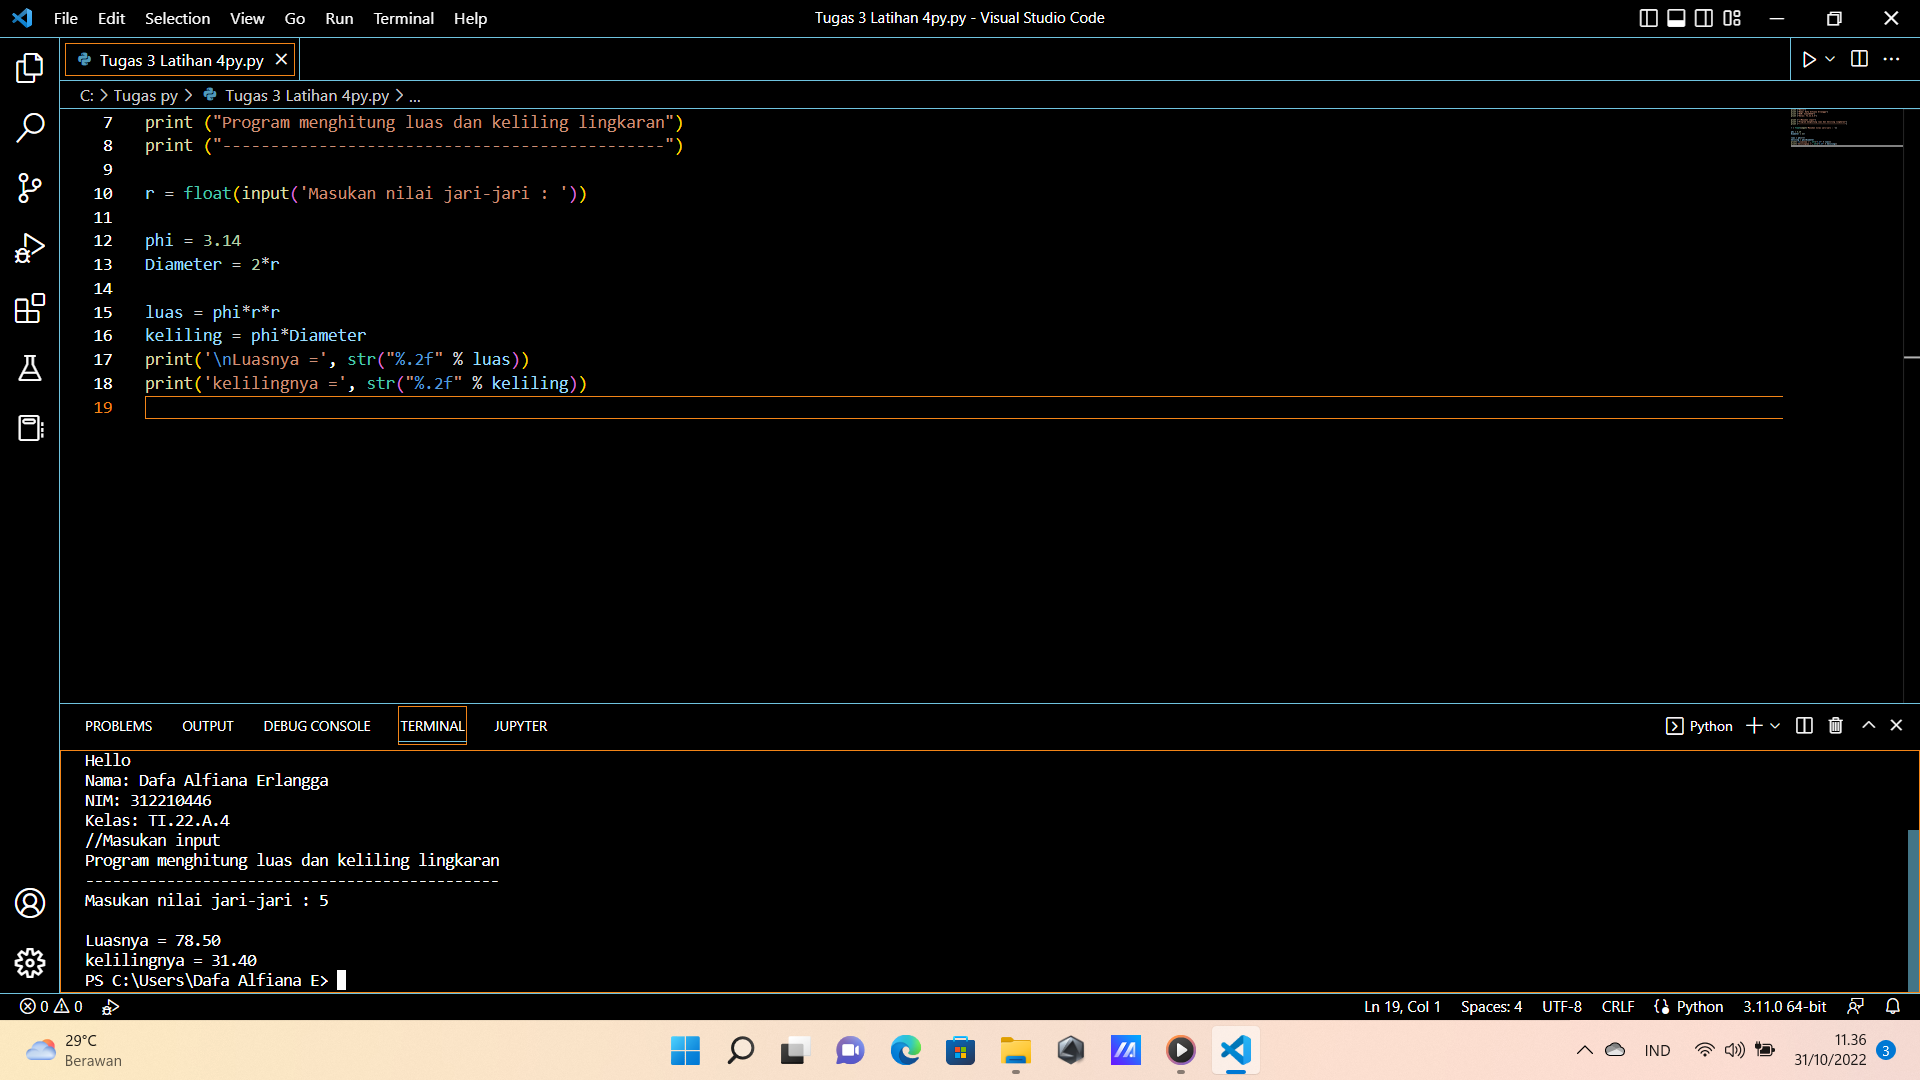 File Edit Selection View Go Run Terminal Help
Tugas 3 Latihan 4py.py - Visual Studio Code
Tugas 3 Latihan 4py.py
C: > Tugas py > Tugas 3 Latihan 4py.py > ...
7 print ("Program menghitung luas dan keliling lingkaran")
8 print ("----------------------------------------------")
9
10 r = float(input('Masukan nilai jari-jari : '))
11
12 phi = 3.14
13 Diameter = 2*r
14
15 luas = phi*r*r
16 keliling = phi*Diameter
17 print('\nLuasnya =', str("%.2f" % luas))
18 print('kelilingnya =', str("%.2f" % keliling))
19
PROBLEMS OUTPUT DEBUG CONSOLE TERMINAL JUPYTER
Python
Hello
Nama: Dafa Alfiana Erlangga
NIM: 312210446
Kelas: TI.22.A.4
//Masukan input
Program menghitung luas dan keliling lingkaran
----------------------------------------------
Masukan nilai jari-jari : 5
Luasnya = 78.50
kelilingnya = 31.40
PS C:\Users\Dafa Alfiana E>
0 0
Ln 19, Col 1 Spaces: 4 UTF-8 CRLF Python 3.11.0 64-bit
29°C
Berawan
IND
11.36
31/10/2022
3